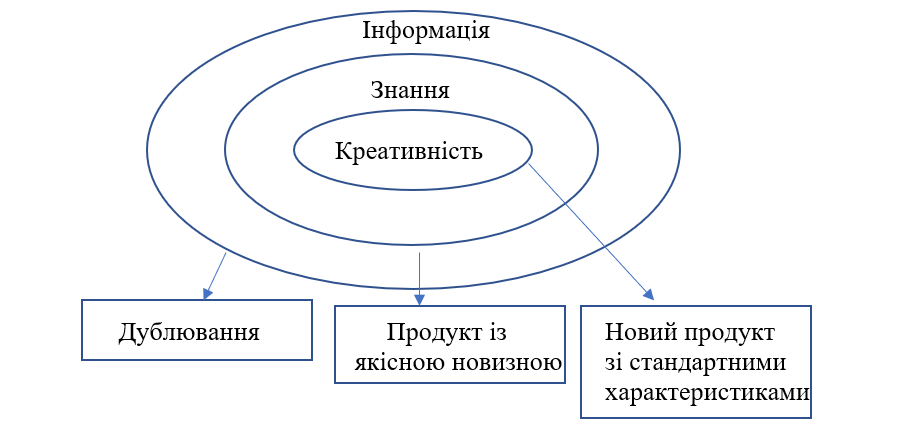 Інформація
Знання
Креативність
Дублювання
Продукт із
якісною новизною
Новий продукт
зі стандартними
характеристиками